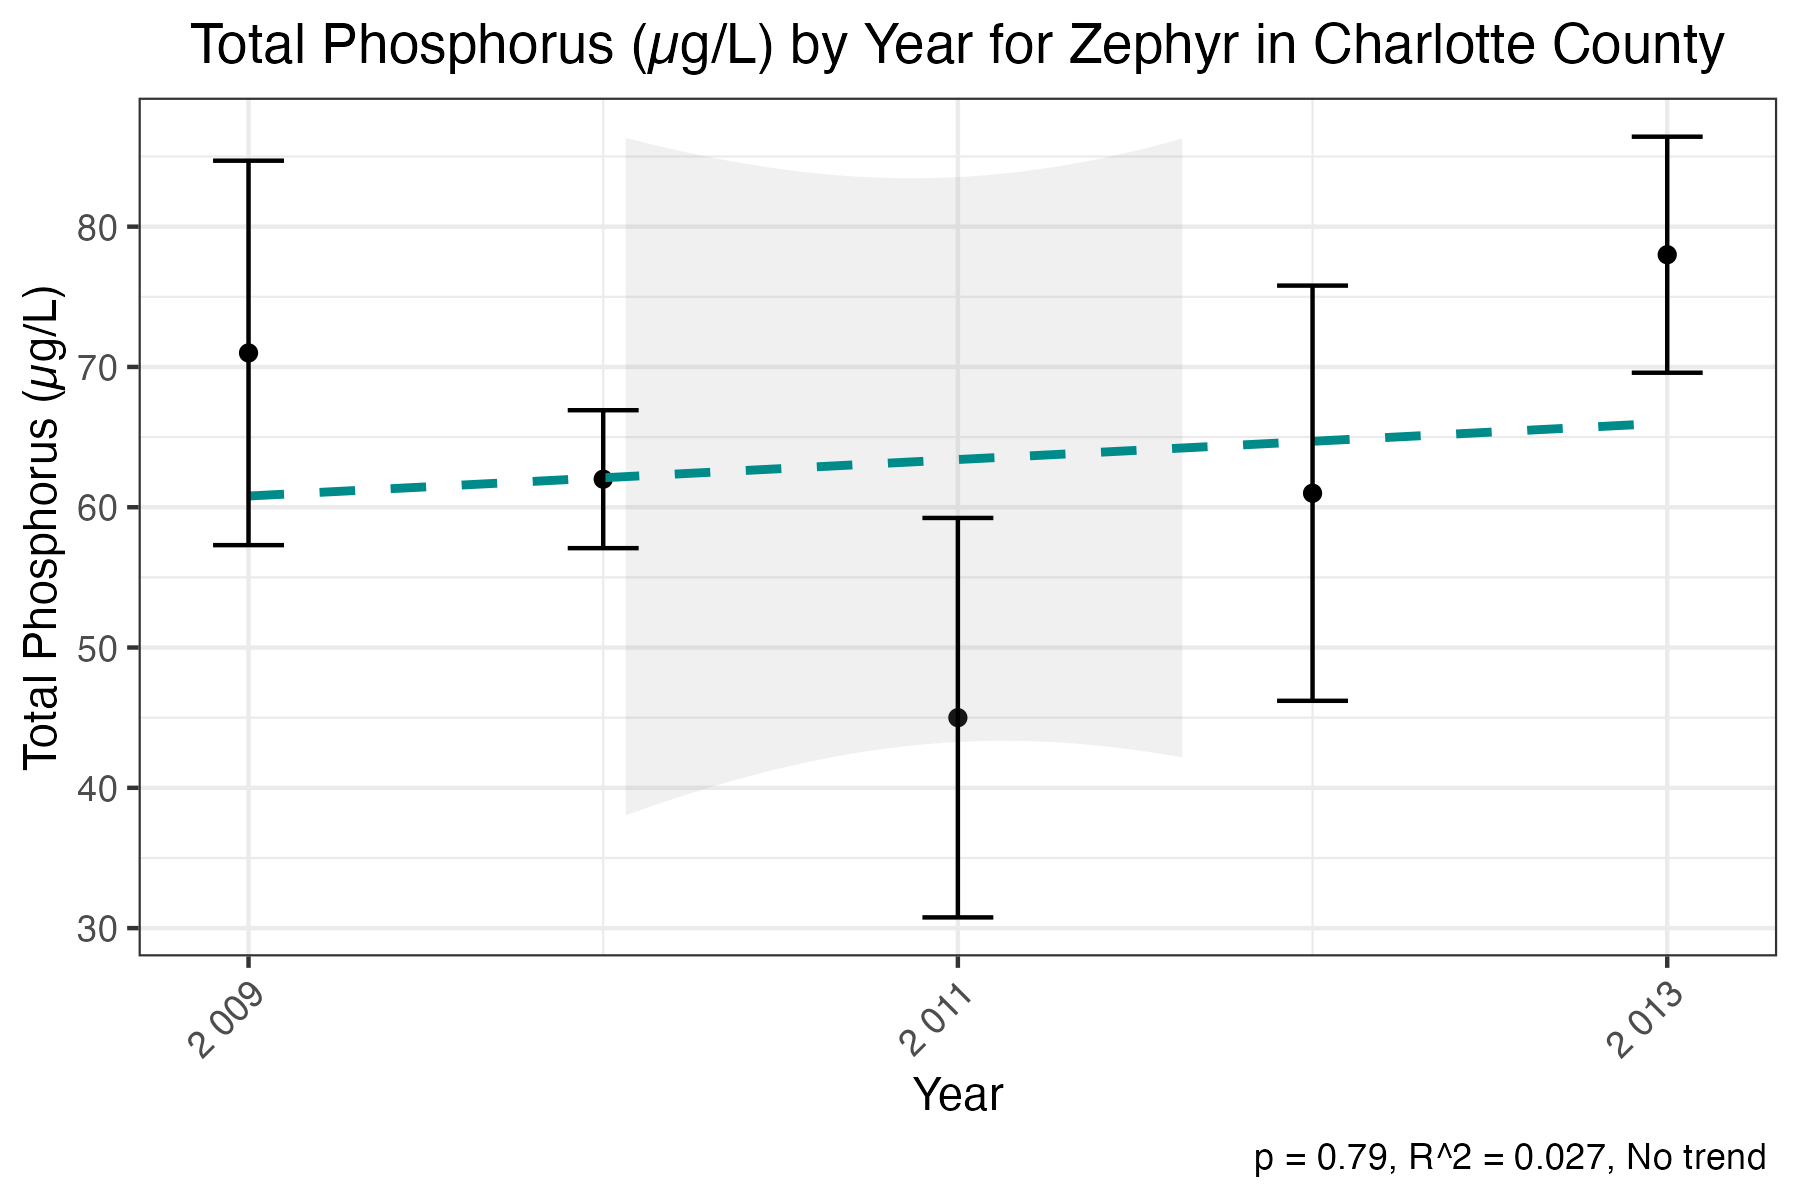 Total Phosphorus (µg/L) by Year for Zephyr in Charlotte County
Total Phosphorus (µg/L)
80
70
60
50
40
30
2 009
2 011
2 013
Year
p = 0.79, R^2 = 0.027, No trend